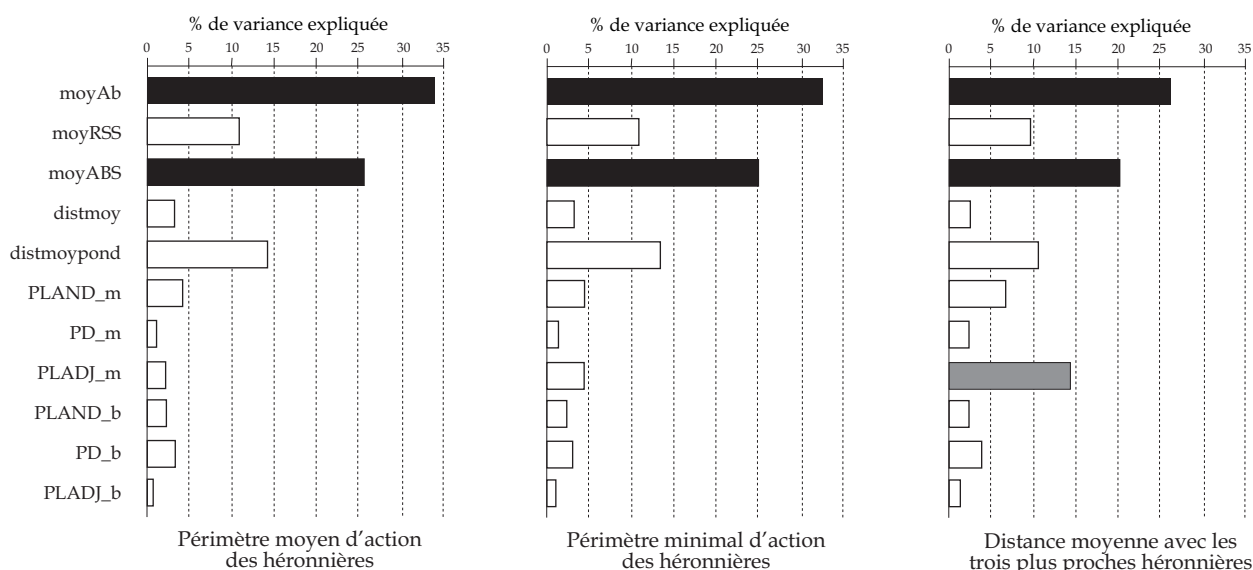 % de variance expliquée
0 5 10 15 20 25 30 35
% de variance expliquée
0 5 10 15 20 25 30 35
% de variance expliquée
0 5 10 15 20 25 30 35
moyAb
moyRSS
moyABS
distmoy
distmoypond
PLAND_m
PD_m
PLADJ_m
PLAND_b
PD_b
PLADJ_b
Périmètre moyen d’action
des héronnières
Périmètre minimal d’action
des héronnières
Distance moyenne avec les
trois plus proches héronnières